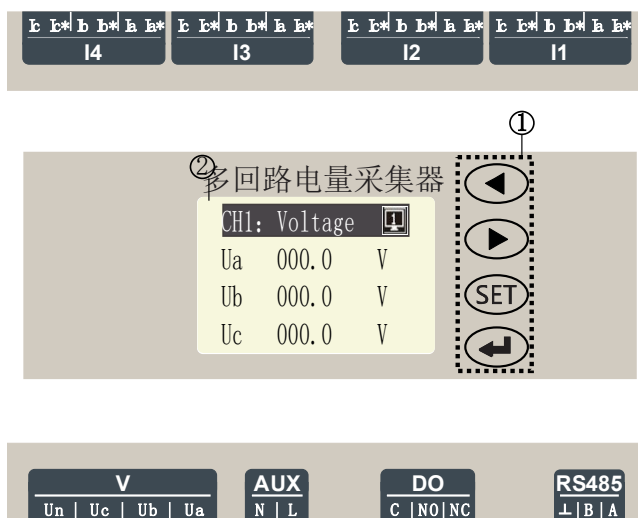 Ic Ic* Ib Ib* Ia Ia* Ic Ic* Ib Ib* Ia Ia* Ic Ic* Ib Ib* Ia Ia* Ic Ic* Ib Ib* Ia Ia*
I4 I3 I2 I1
①
②
多回路电量采集器
CH1: Voltage 1
Ua 000.0 V
Ub 000.0 V
Uc 000.0 V
SET
V AUX DO RS485
Un | Uc | Ub | Ua N | L C |NO|NC ⊥|B|A